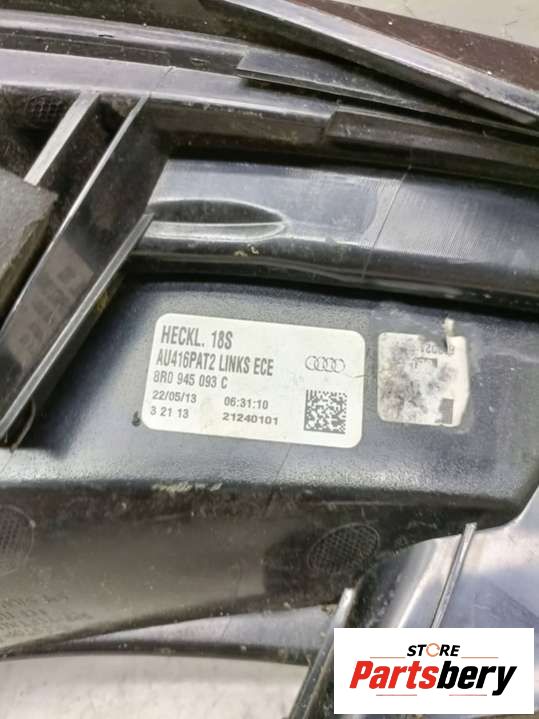 HECKL. 18S
AU416PAT2 LINKS ECE
8R0 945 093 C
22/05/13 06:31:10
3 21 13 21240101
STORE
Partsbery